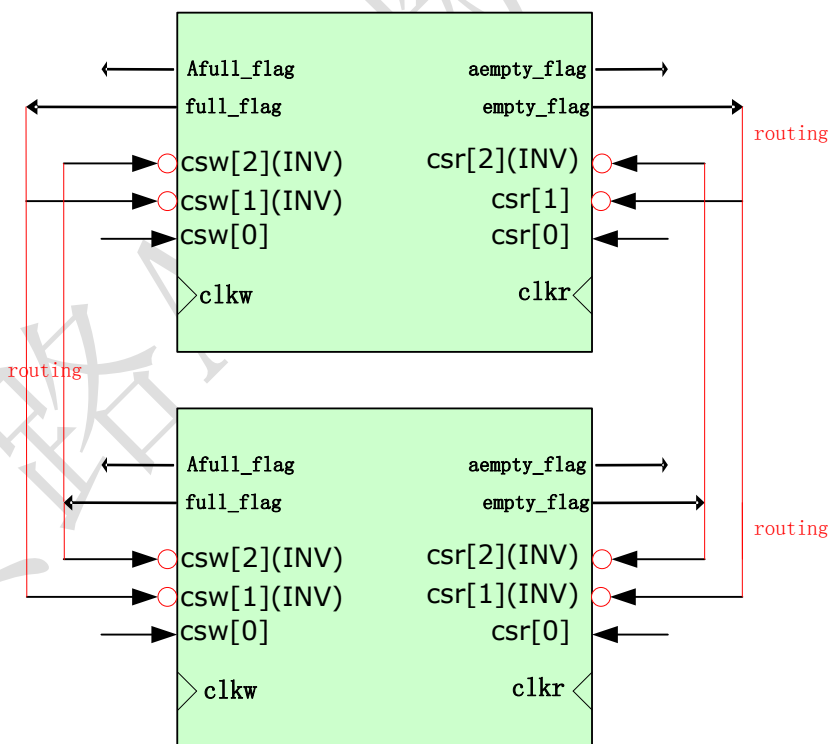 Afull_flag aempty_flag
full_flag empty_flag
routing
csw[2](INV) csr[2](INV)
csw[1](INV) csr[1]
csw[0] csr[0]
clkw clkr
routing
Afull_flag aempty_flag
full_flag empty_flag
routing
csw[2](INV) csr[2](INV)
csw[1](INV) csr[1](INV)
csw[0] csr[0]
clkw clkr